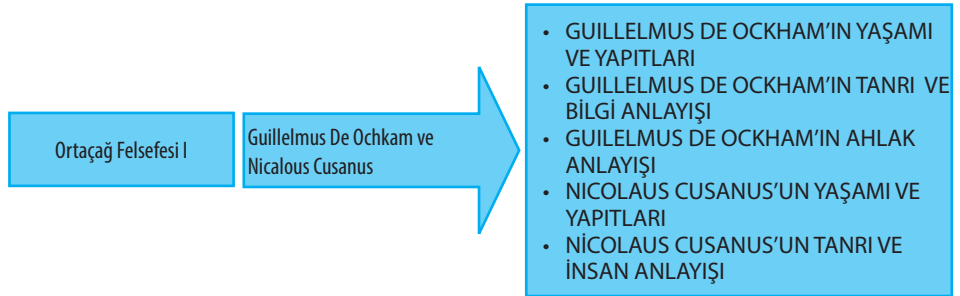 Ortaçağ Felsefesi I
Guillelmus De Ochkam ve
Nicalous Cusanus
• GUILLELMUS DE OCKHAM’IN YAŞAMI
VE YAPITLARI
• GUILLELMUS DE OCKHAM’IN TANRI VE
BİLGİ ANLAYIŞI
• GUILELMUS DE OCKHAM’IN AHLAK
ANLAYIŞI
• NICOLAUS CUSANUS’UN YAŞAMI VE
YAPITLARI
• NİCOLAUS CUSANUS’UN TANRI VE
İNSAN ANLAYIŞI